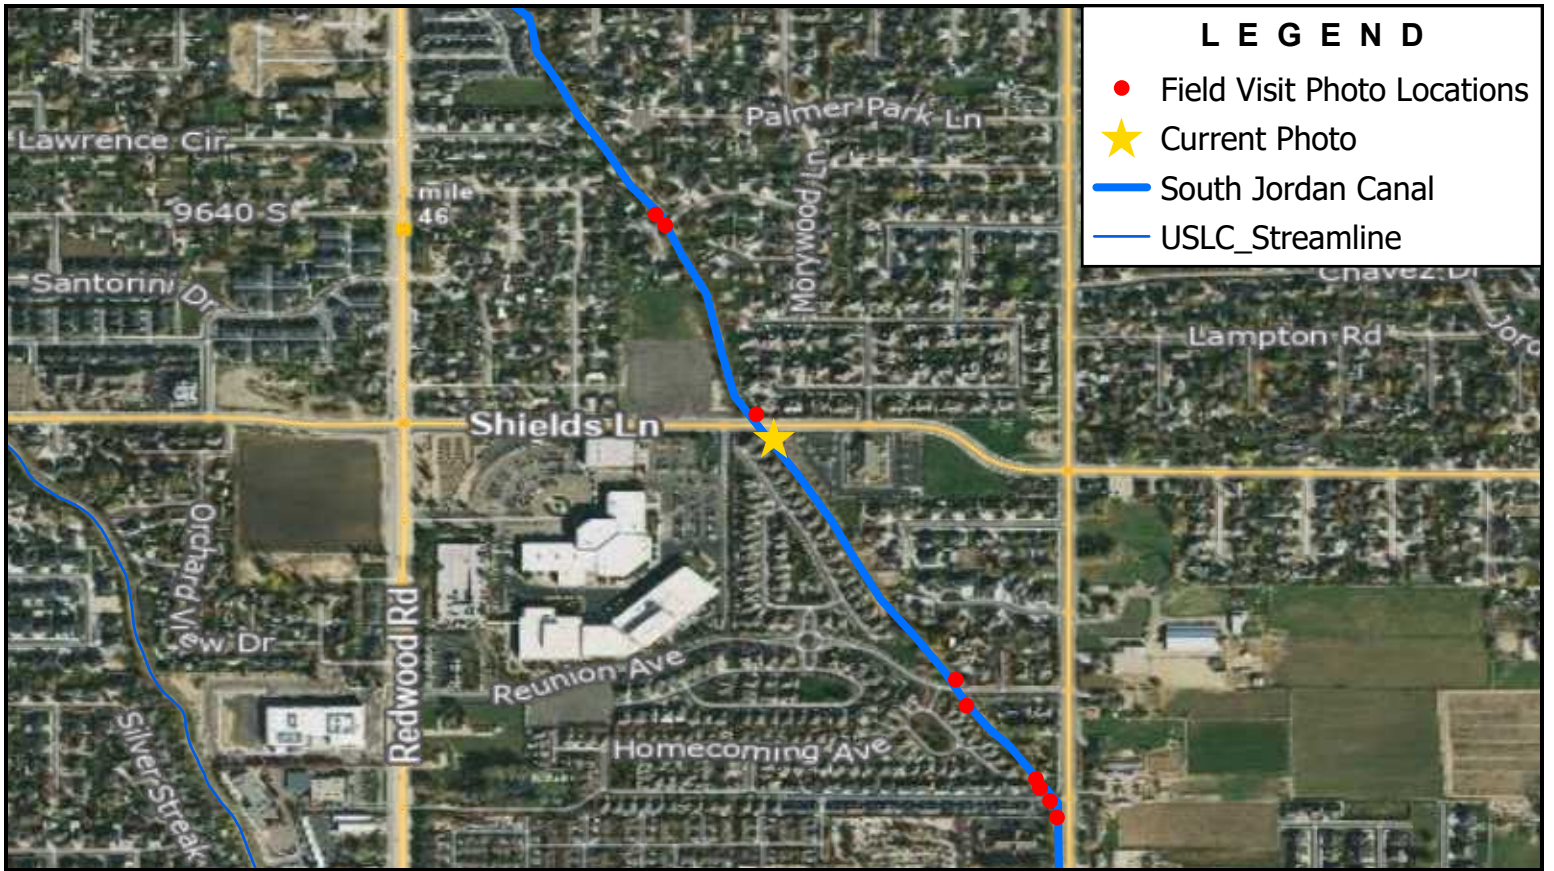 L E G E N D
Field Visit Photo Locations
Current Photo
South Jordan Canal
USLC_Streamline
Palmer Park Ln
Lawrence Cir
Morywood Ln
mile
46
9640 S
Santorini Dr
Chavez Dr
Lampton Rd
Jord
Shields Ln
Orchard View Dr
Redwood Rd
Reunion Ave
Homecoming Ave
Silver Streak